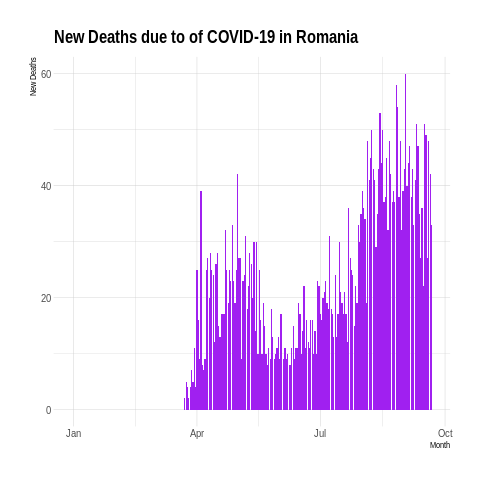 New Deaths due to of COVID-19 in Romania
New Deaths
60
40
20
0
Jan Apr Jul Oct
Month